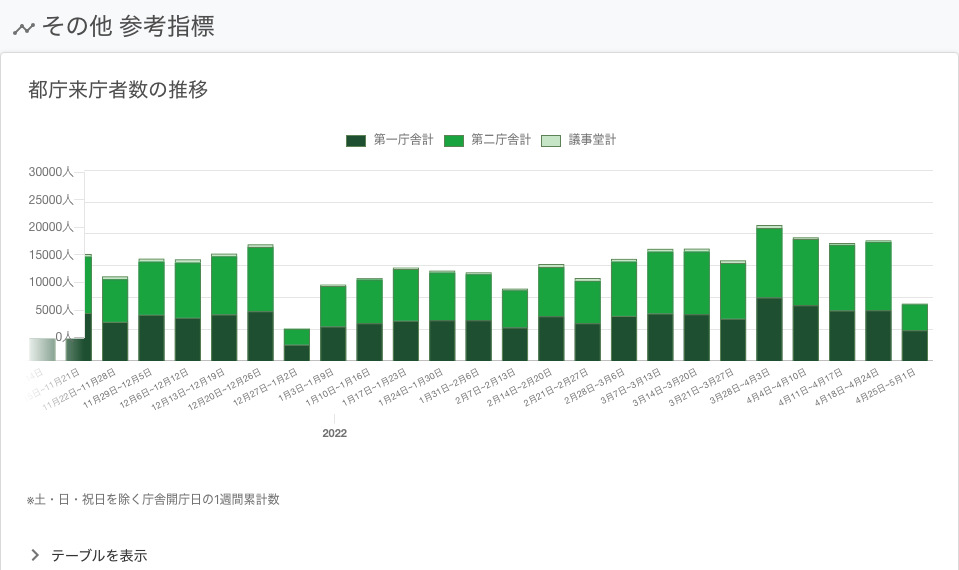 その他 参考指標
都庁来庁者数の推移
第一庁舎計 第二庁舎計 議事堂計
30000人
25000人
20000人
15000人
10000人
5000人
0人
11月21日
11月22日~11月28日
11月29日~12月5日
12月6日~12月12日
12月13日~12月19日
12月20日~12月26日
12月27日~1月2日
1月3日~1月9日
1月10日~1月16日
1月17日~1月23日
1月24日~1月30日
1月31日~2月6日
2月7日~2月13日
2月14日~2月20日
2月21日~2月27日
2月28日~3月6日
3月7日~3月13日
3月14日~3月20日
3月21日~3月27日
3月28日~4月3日
4月4日~4月10日
4月11日~4月17日
4月18日~4月24日
4月25日~5月1日
2022
※土・日・祝日を除く庁舎開庁日の1週間累計数
テーブルを表示